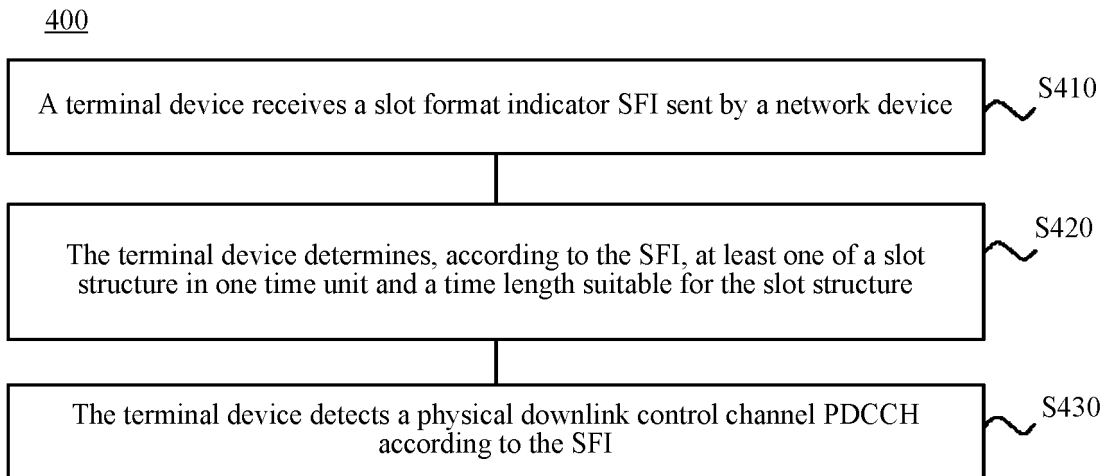 400
A terminal device receives a slot format indicator SFI sent by a network device
S410
The terminal device determines, according to the SFI, at least one of a slot
structure in one time unit and a time length suitable for the slot structure
S420
The terminal device detects a physical downlink control channel PDCCH
according to the SFI
S430